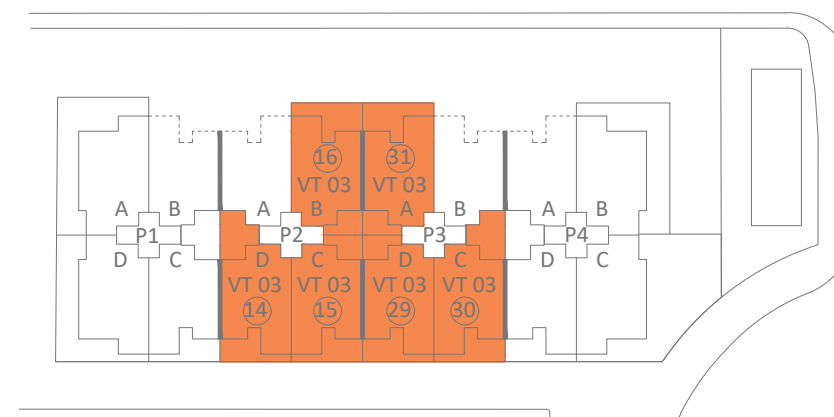 16 31
VT 03 VT 03
A B A B A B A B
P1 P2 P3 P4
D C D C D C D C
VT 03 VT 03 VT 03 VT 03
14 15 29 30